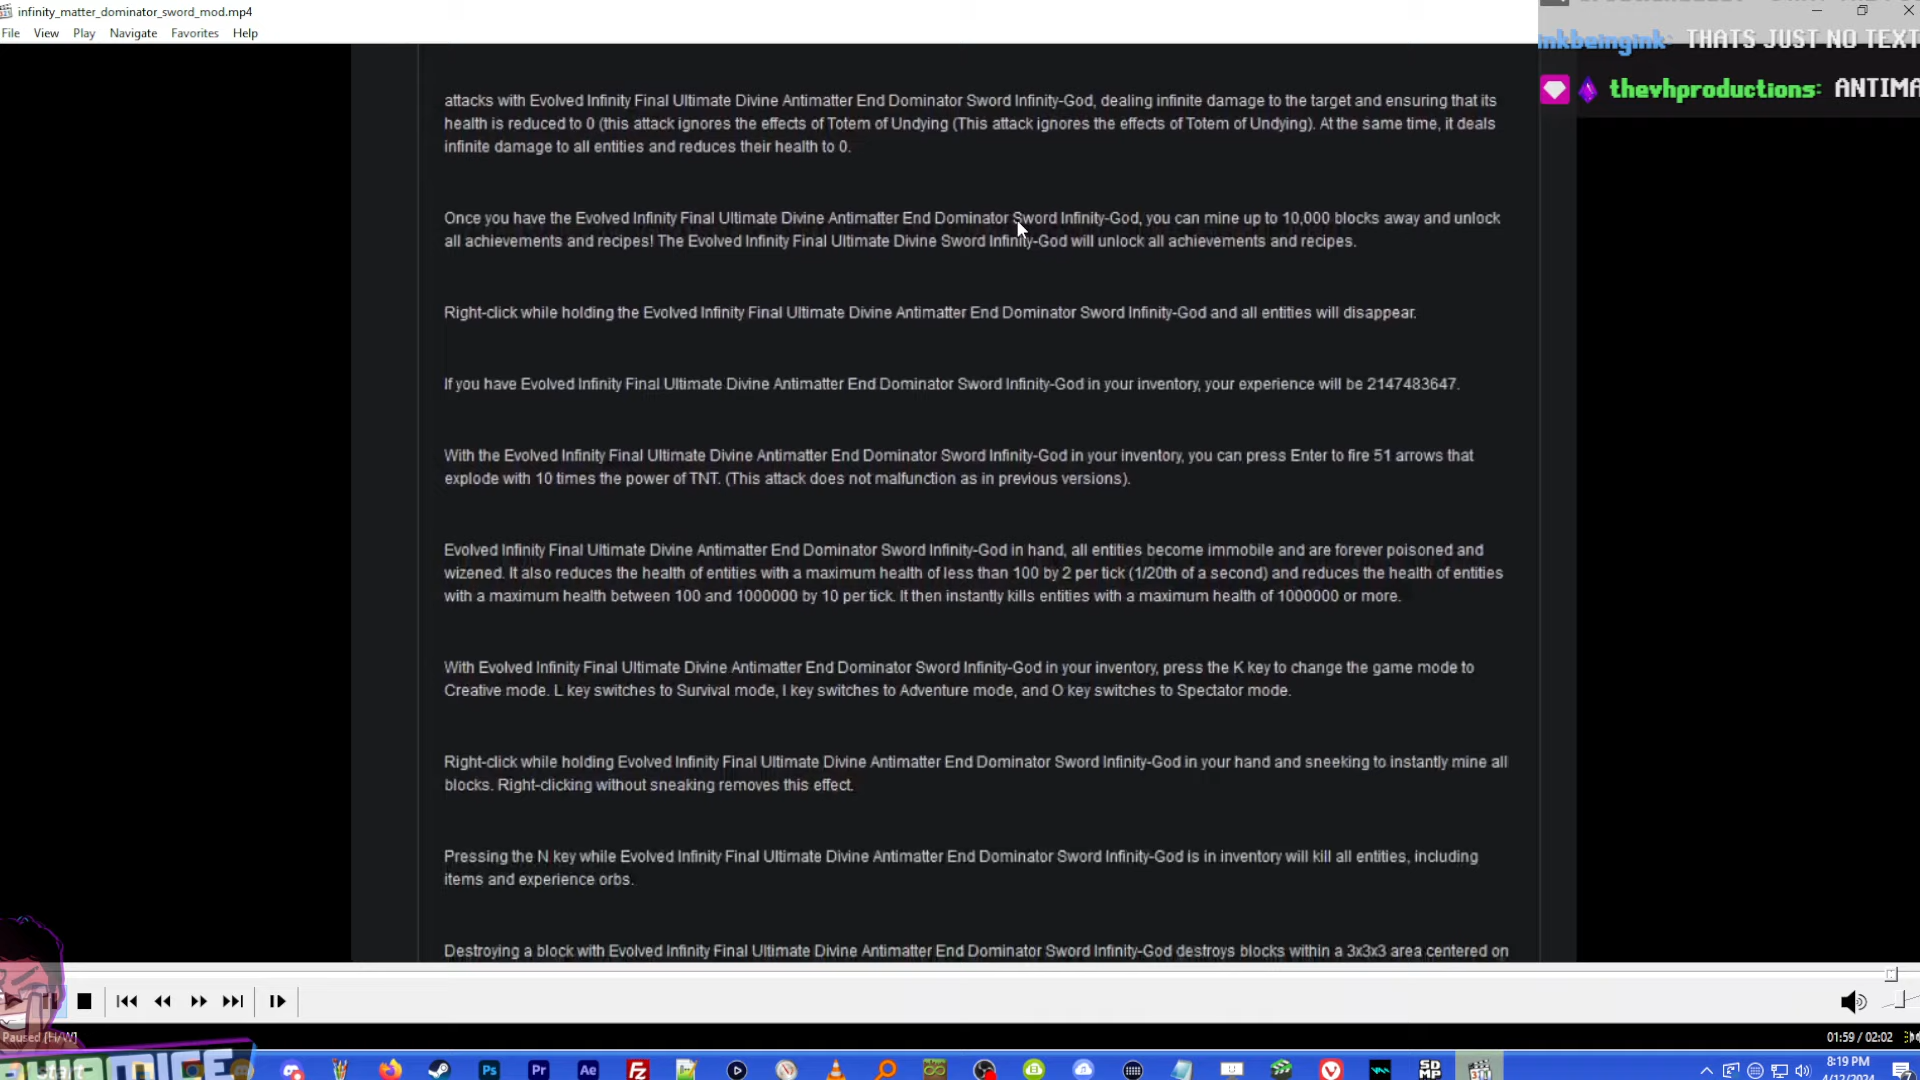 infinity_matter_dominator_sword_mod.mp4
File View Play Navigate Favorites Help
inkbeingink: THATS JUST NO TEXT
thevhproductions: ANTIMA
attacks with Evolved Infinity Final Ultimate Divine Antimatter End Dominator Sword Infinity-God, dealing infinite damage to the target and ensuring that its
health is reduced to 0 (this attack ignores the effects of Totem of Undying (This attack ignores the effects of Totem of Undying). At the same time, it deals
infinite damage to all entities and reduces their health to 0.
Once you have the Evolved Infinity Final Ultimate Divine Antimatter End Dominator Sword Infinity-God, you can mine up to 10,000 blocks away and unlock
all achievements and recipes! The Evolved Infinity Final Ultimate Divine Sword Infinity-God will unlock all achievements and recipes.
Right-click while holding the Evolved Infinity Final Ultimate Divine Antimatter End Dominator Sword Infinity-God and all entities will disappear.
If you have Evolved Infinity Final Ultimate Divine Antimatter End Dominator Sword Infinity-God in your inventory, your experience will be 2147483647.
With the Evolved Infinity Final Ultimate Divine Antimatter End Dominator Sword Infinity-God in your inventory, you can press Enter to fire 51 arrows that
explode with 10 times the power of TNT. (This attack does not malfunction as in previous versions).
Evolved Infinity Final Ultimate Divine Antimatter End Dominator Sword Infinity-God in hand, all entities become immobile and are forever poisoned and
wizened. It also reduces the health of entities with a maximum health of less than 100 by 2 per tick (1/20th of a second) and reduces the health of entities
with a maximum health between 100 and 1000000 by 10 per tick. It then instantly kills entities with a maximum health of 1000000 or more.
With Evolved Infinity Final Ultimate Divine Antimatter End Dominator Sword Infinity-God in your inventory, press the K key to change the game mode to
Creative mode. L key switches to Survival mode, I key switches to Adventure mode, and O key switches to Spectator mode.
Right-click while holding Evolved Infinity Final Ultimate Divine Antimatter End Dominator Sword Infinity-God in your hand and sneeking to instantly mine all
blocks. Right-clicking without sneaking removes this effect.
Pressing the N key while Evolved Infinity Final Ultimate Divine Antimatter End Dominator Sword Infinity-God is in inventory will kill all entities, including
items and experience orbs.
Destroying a block with Evolved Infinity Final Ultimate Divine Antimatter End Dominator Sword Infinity-God destroys blocks within a 3x3x3 area centered on
Paused [H/W]
01:59 / 02:02
Start
Ps Pr Ae
SD
MP
8:19 PM
4/12/2024